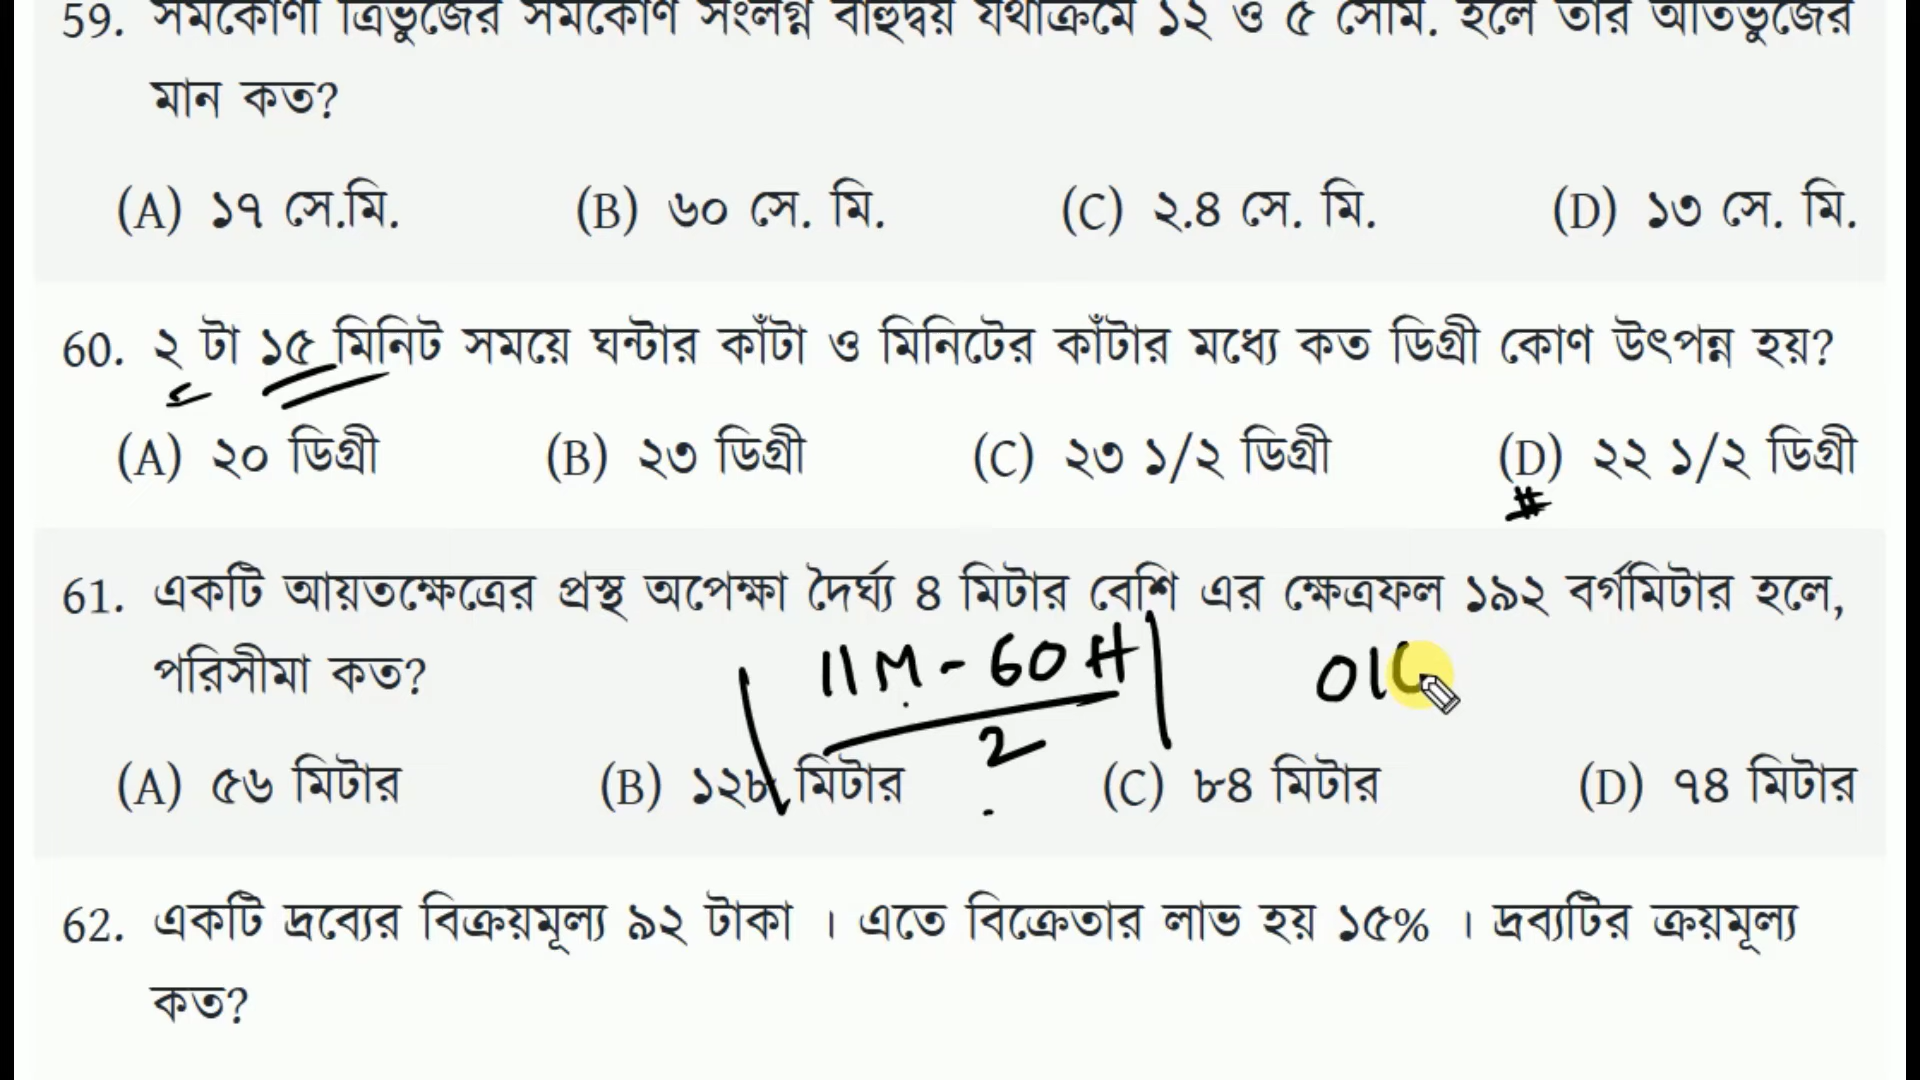 59. সমকোণী ত্রিভুজের সমকোণ সংলগ্ন বাহুদ্বয় যথাক্রমে ১২ ও ৫ সেমি. হলে তার অতিভুজের
মান কত?
(A) ১৭ সে.মি. (B) ৬০ সে. মি. (C) ২.৪ সে. মি. (D) ১৩ সে. মি.
60. ২ টা ১৫ মিনিট সময়ে ঘন্টার কাঁটা ও মিনিটের কাঁটার মধ্যে কত ডিগ্রী কোণ উৎপন্ন হয়?
(A) ২০ ডিগ্রী (B) ২৩ ডিগ্রী (C) ২৩ ১/২ ডিগ্রী (D) ২২ ১/২ ডিগ্রী
#
61. একটি আয়তক্ষেত্রের প্রস্থ অপেক্ষা দৈর্ঘ্য ৪ মিটার বেশি এর ক্ষেত্রফল ১৯২ বর্গমিটার হলে,
পরিসীমা কত?
| 11M - 60H |
2
(A) ৫৬ মিটার (B) ১২৮ মিটার (C) ৮৪ মিটার (D) ৭৪ মিটার
62. একটি দ্রব্যের বিক্রয়মূল্য ৯২ টাকা । এতে বিক্রেতার লাভ হয় ১৫% । দ্রব্যটির ক্রয়মূল্য
কত?